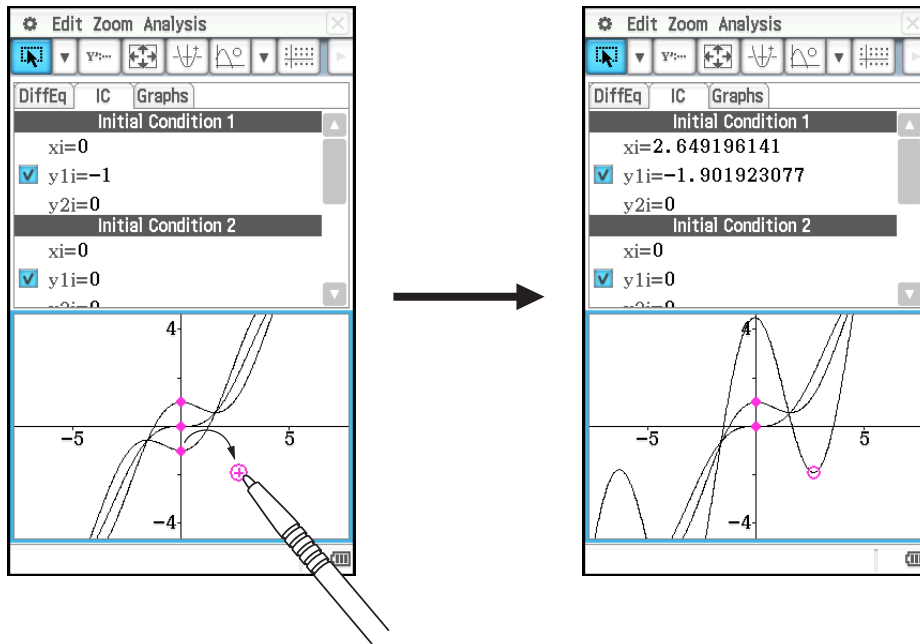 Edit Zoom Analysis
DiffEq IC Graphs
Initial Condition 1
xi=0
y1i=-1
y2i=0
Initial Condition 2
xi=0
y1i=0
4
-5
5
-4
Edit Zoom Analysis
DiffEq IC Graphs
Initial Condition 1
xi=2.649196141
y1i=-1.901923077
y2i=0
Initial Condition 2
xi=0
y1i=0
4
-5
5
-4